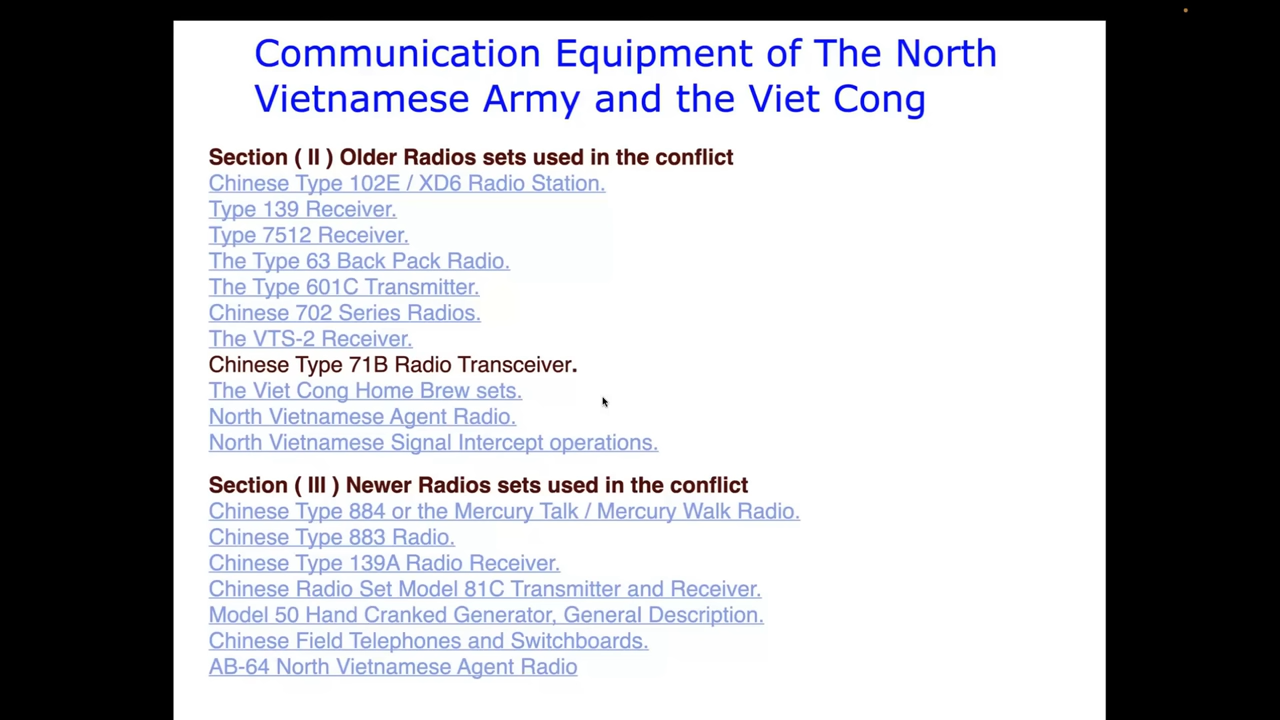 Communication Equipment of The North
Vietnamese Army and the Viet Cong
Section ( II ) Older Radios sets used in the conflict
Chinese Type 102E / XD6 Radio Station.
Type 139 Receiver.
Type 7512 Receiver.
The Type 63 Back Pack Radio.
The Type 601C Transmitter.
Chinese 702 Series Radios.
The VTS-2 Receiver.
Chinese Type 71B Radio Transceiver.
The Viet Cong Home Brew sets.
North Vietnamese Agent Radio.
North Vietnamese Signal Intercept operations.
Section ( III ) Newer Radios sets used in the conflict
Chinese Type 884 or the Mercury Talk / Mercury Walk Radio.
Chinese Type 883 Radio.
Chinese Type 139A Radio Receiver.
Chinese Radio Set Model 81C Transmitter and Receiver.
Model 50 Hand Cranked Generator, General Description.
Chinese Field Telephones and Switchboards.
AB-64 North Vietnamese Agent Radio